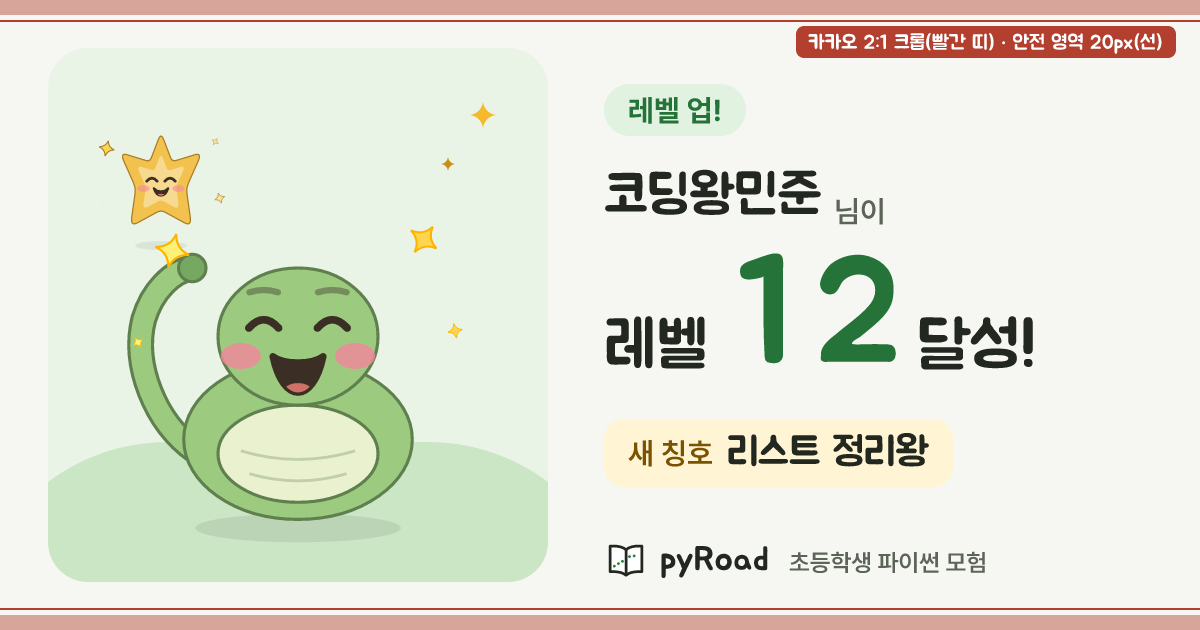 카카오 2:1 크롭(빨간 띠) · 안전 영역 20px(선)
레벨 업!
코딩왕민준 님이
레벨 12 달성!
새 칭호 리스트 정리왕
pyRoad 초등학생 파이썬 모험